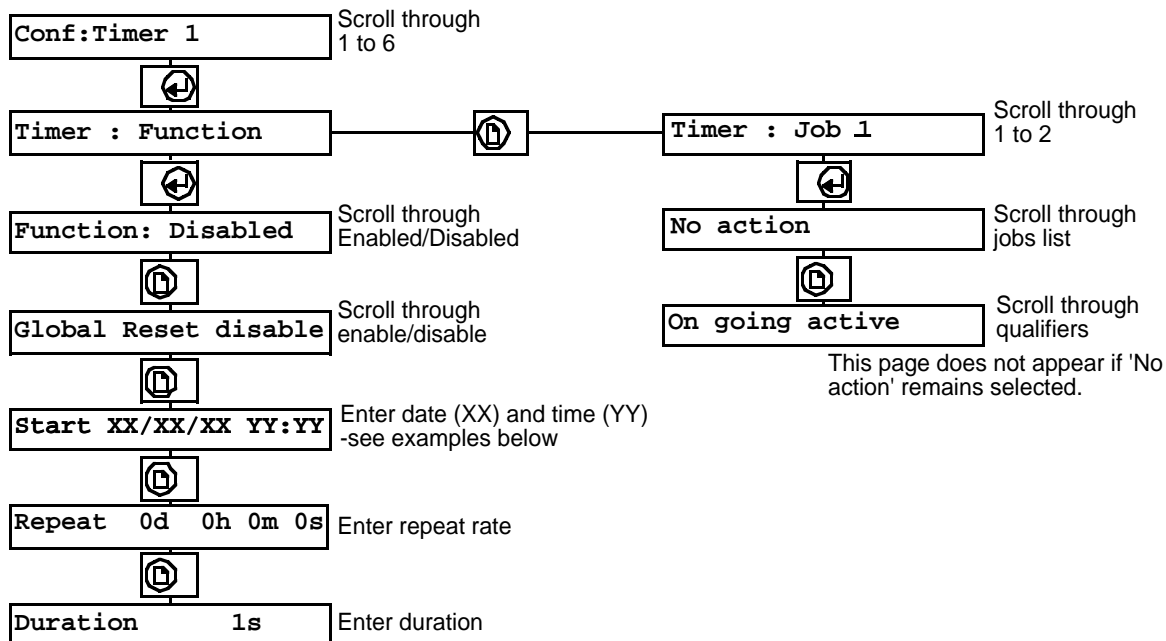 Conf:Timer 1
Scroll through
1 to 6
Timer : Function
Function: Disabled
Scroll through
Enabled/Disabled
Global Reset disable
Scroll through
enable/disable
Start XX/XX/XX YY:YY
Enter date (XX) and time (YY)
-see examples below
Repeat 0d 0h 0m 0s
Enter repeat rate
Duration 1s
Enter duration
Timer : Job 1
Scroll through
1 to 2
No action
Scroll through
jobs list
On going active
Scroll through
qualifiers
This page does not appear if 'No
action' remains selected.